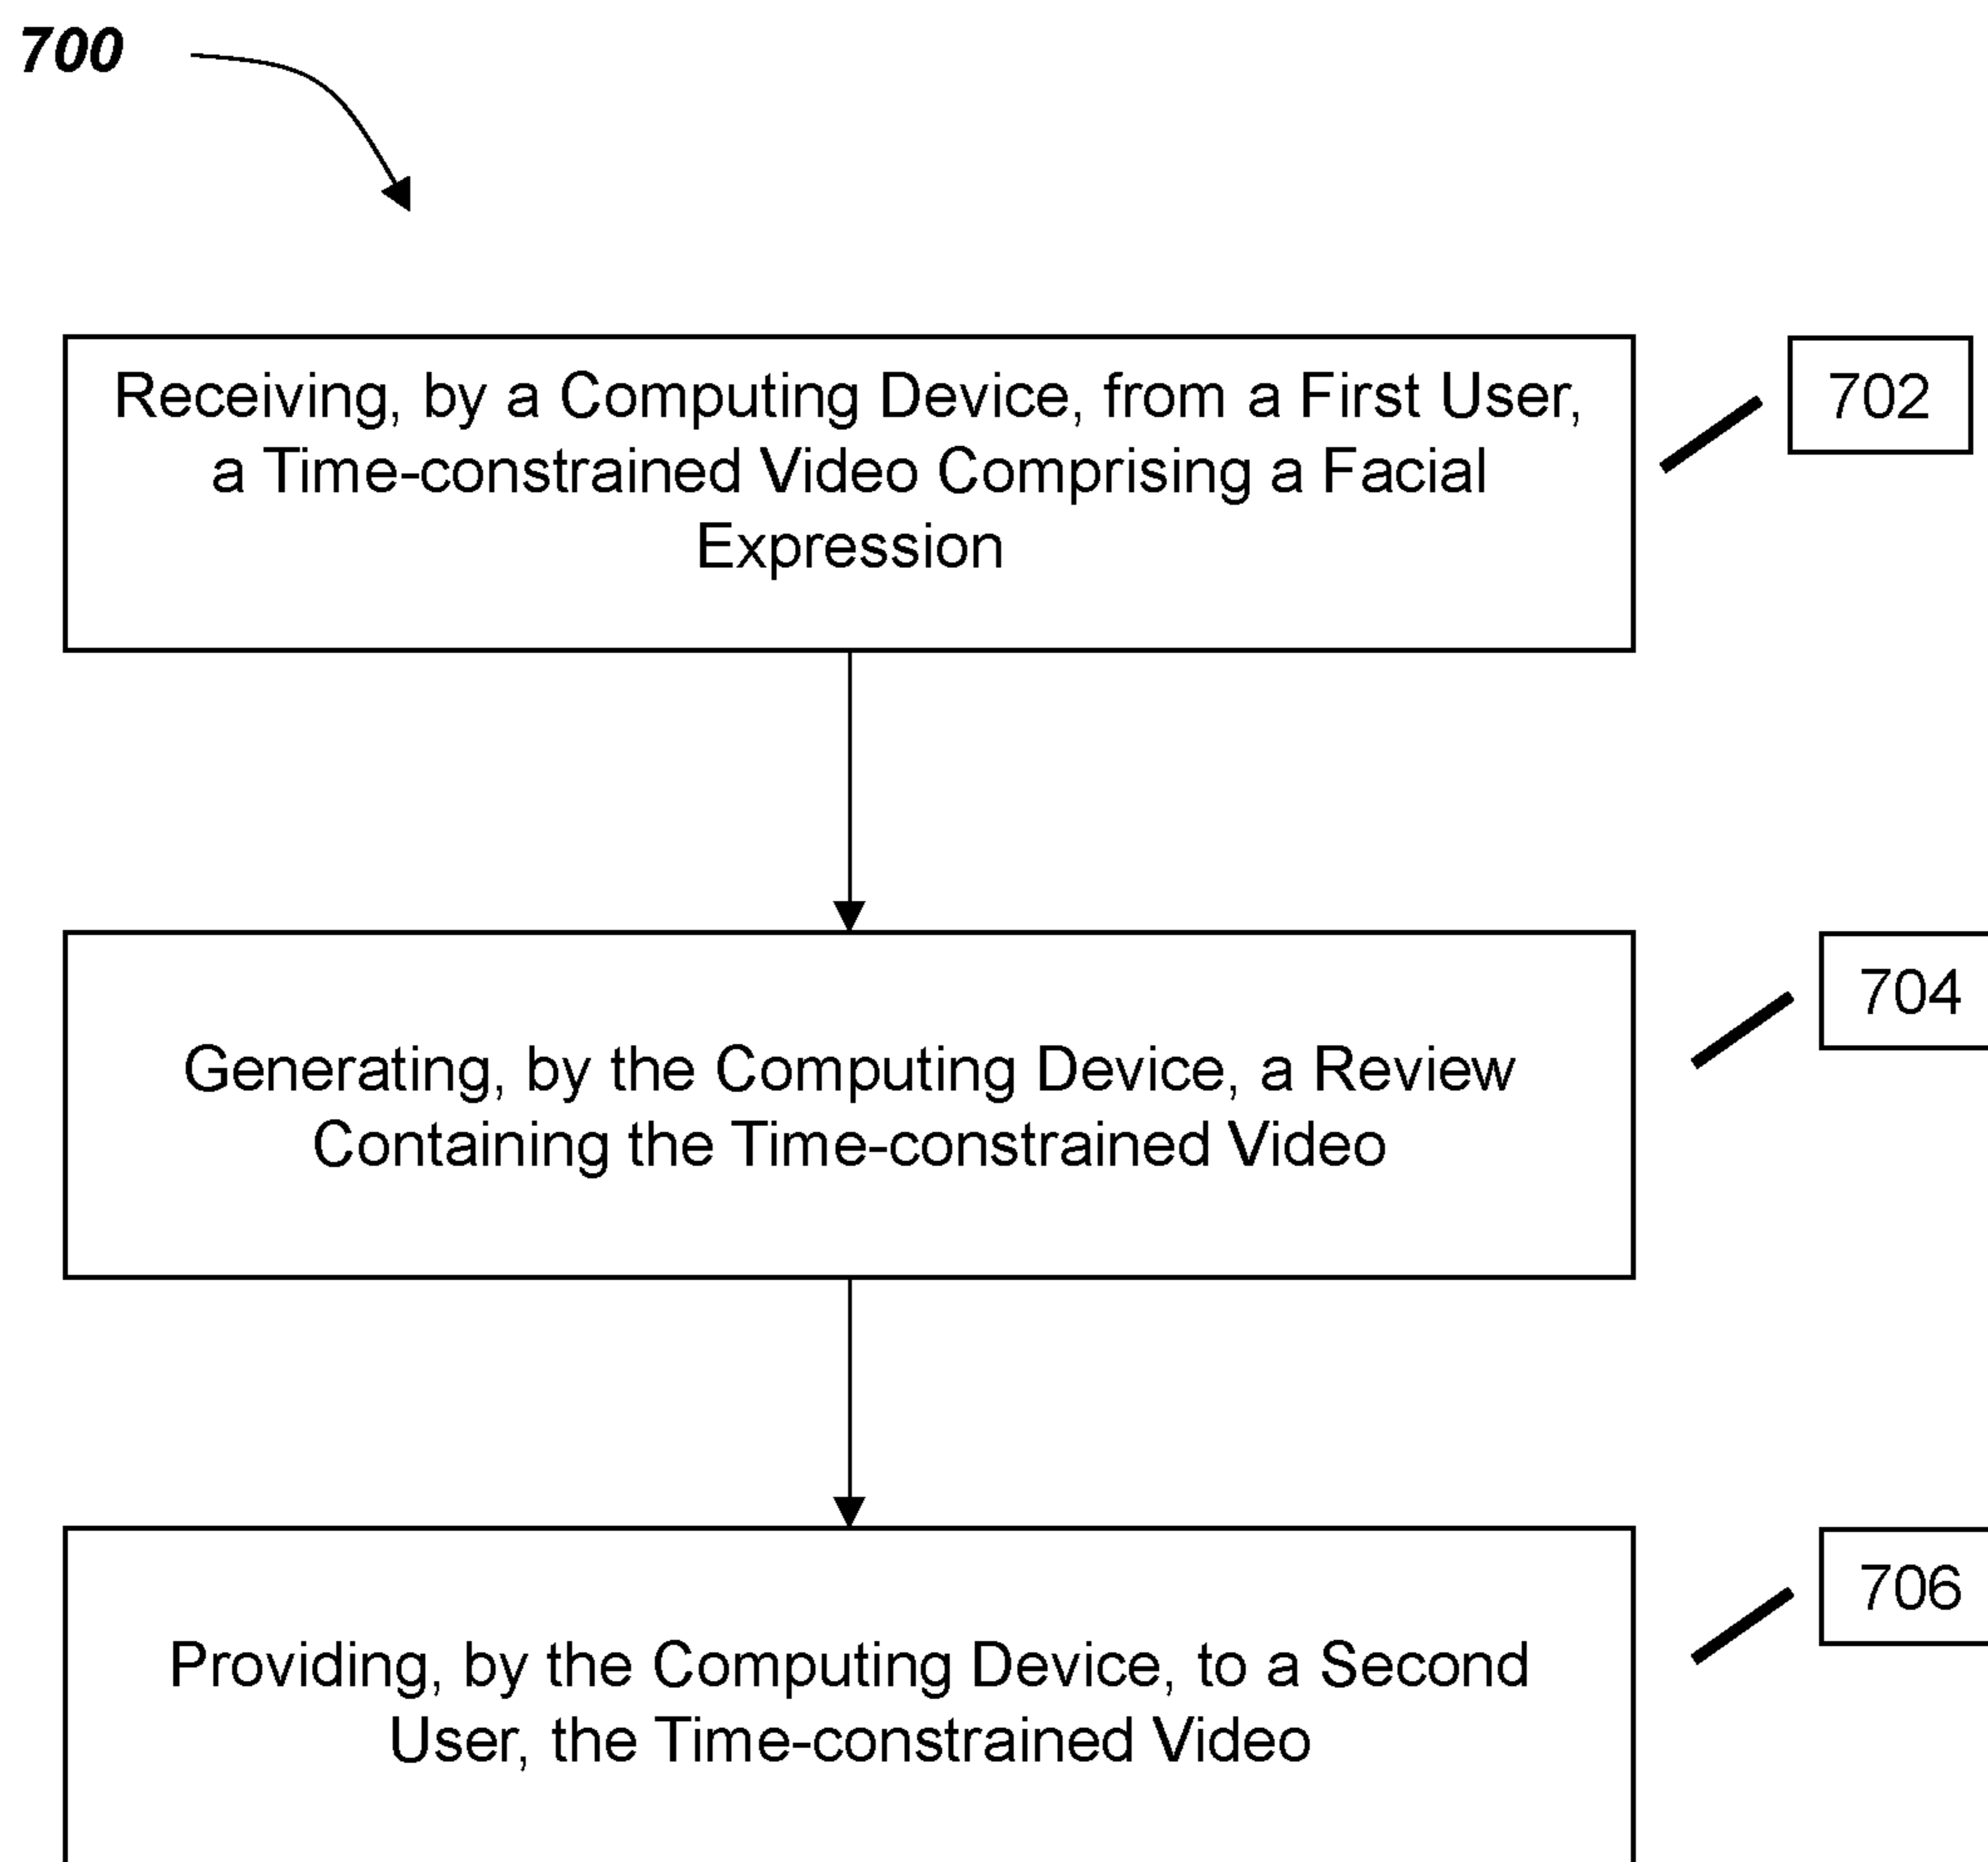 700
Receiving, by a Computing Device, from a First User,
a Time-constrained Video Comprising a Facial
Expression
702
Generating, by the Computing Device, a Review
Containing the Time-constrained Video
704
Providing, by the Computing Device, to a Second
User, the Time-constrained Video
706